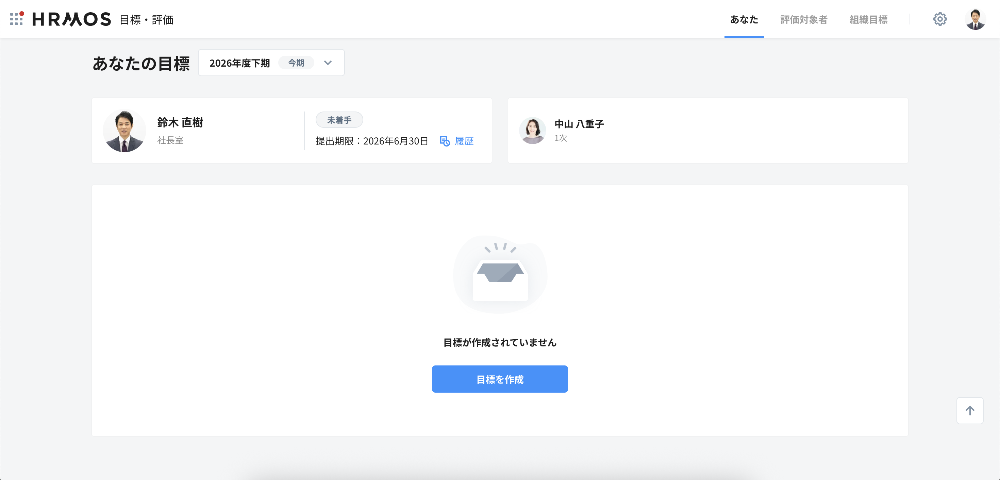 HRMOS 目標・評価
あなた 評価対象者 組織目標
あなたの目標 2026年度下期 今期
鈴木 直樹
社長室
未着手
提出期限：2026年6月30日 履歴
中山 八重子
1次
目標が作成されていません
目標を作成